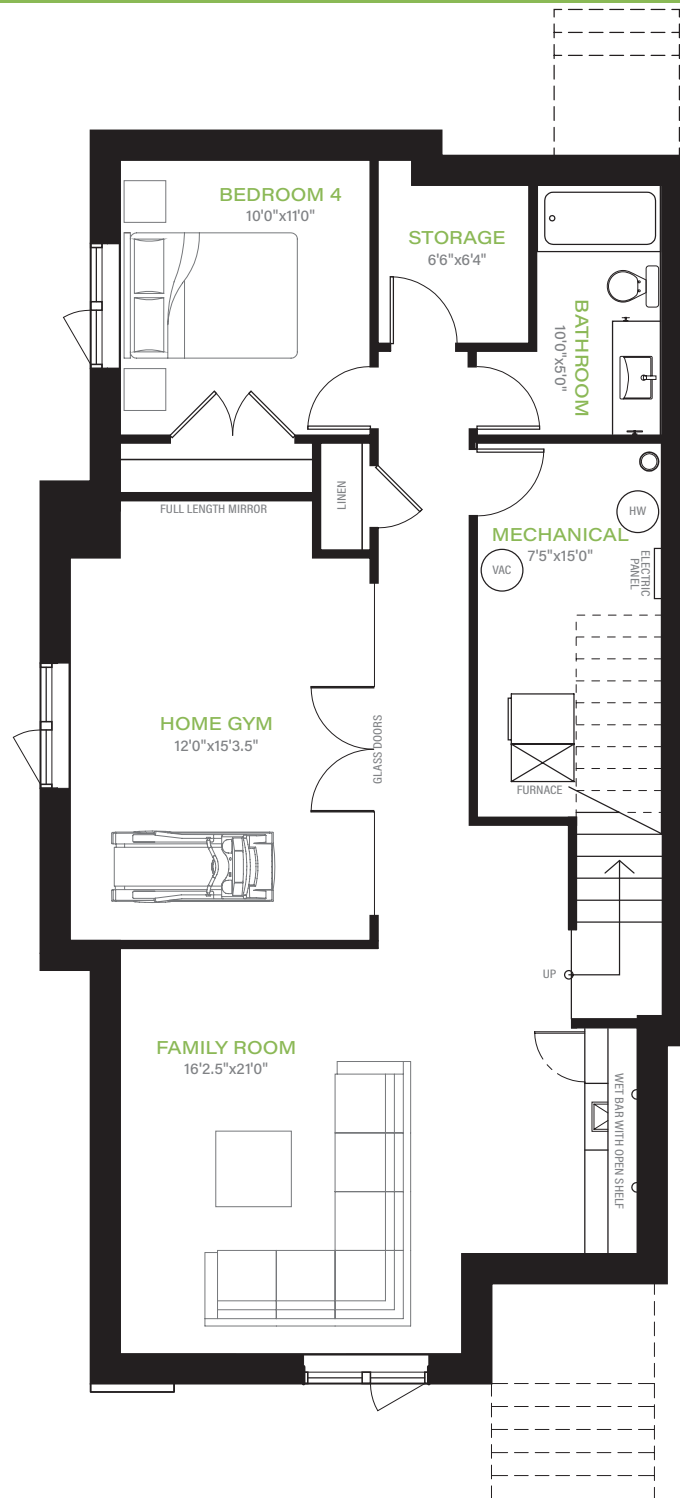 BEDROOM 4
10'0"x11'0"
STORAGE
6'6"x6'4"
BATHROOM
10'0"x5'0"
LINEN
FULL LENGTH MIRROR
HW
MECHANICAL
7'5"x15'0"
VAC
ELECTRIC
PANEL
HOME GYM
12'0"x15'3.5"
GLASS DOORS
FURNACE
UP
FAMILY ROOM
16'2.5"x21'0"
WET BAR WITH OPEN SHELF